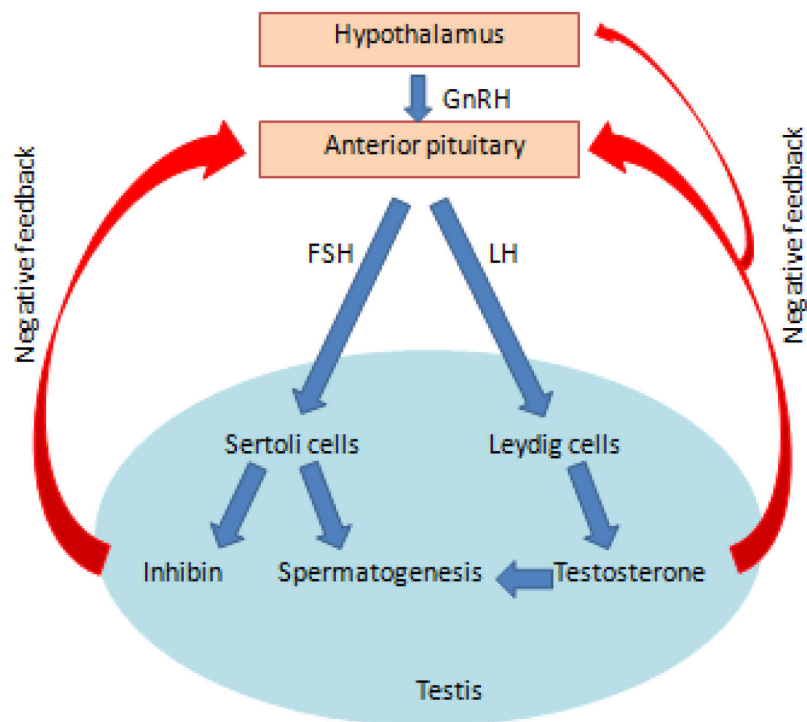 Hypothalamus
GnRH
Anterior pituitary
Negative feedback
Negative feedback
FSH
LH
Sertoli cells
Leydig cells
Inhibin
Spermatogenesis
Testosterone
Testis